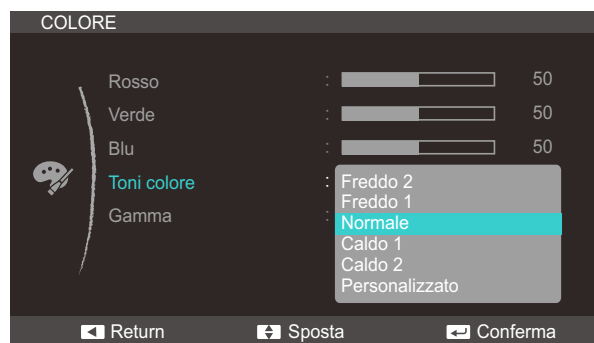 COLORE
Rosso : 50
Verde : 50
Blu : 50
Toni colore : Freddo 2
Freddo 1
Gamma :
Normale
Caldo 1
Caldo 2
Personalizzato
Return Sposta Conferma